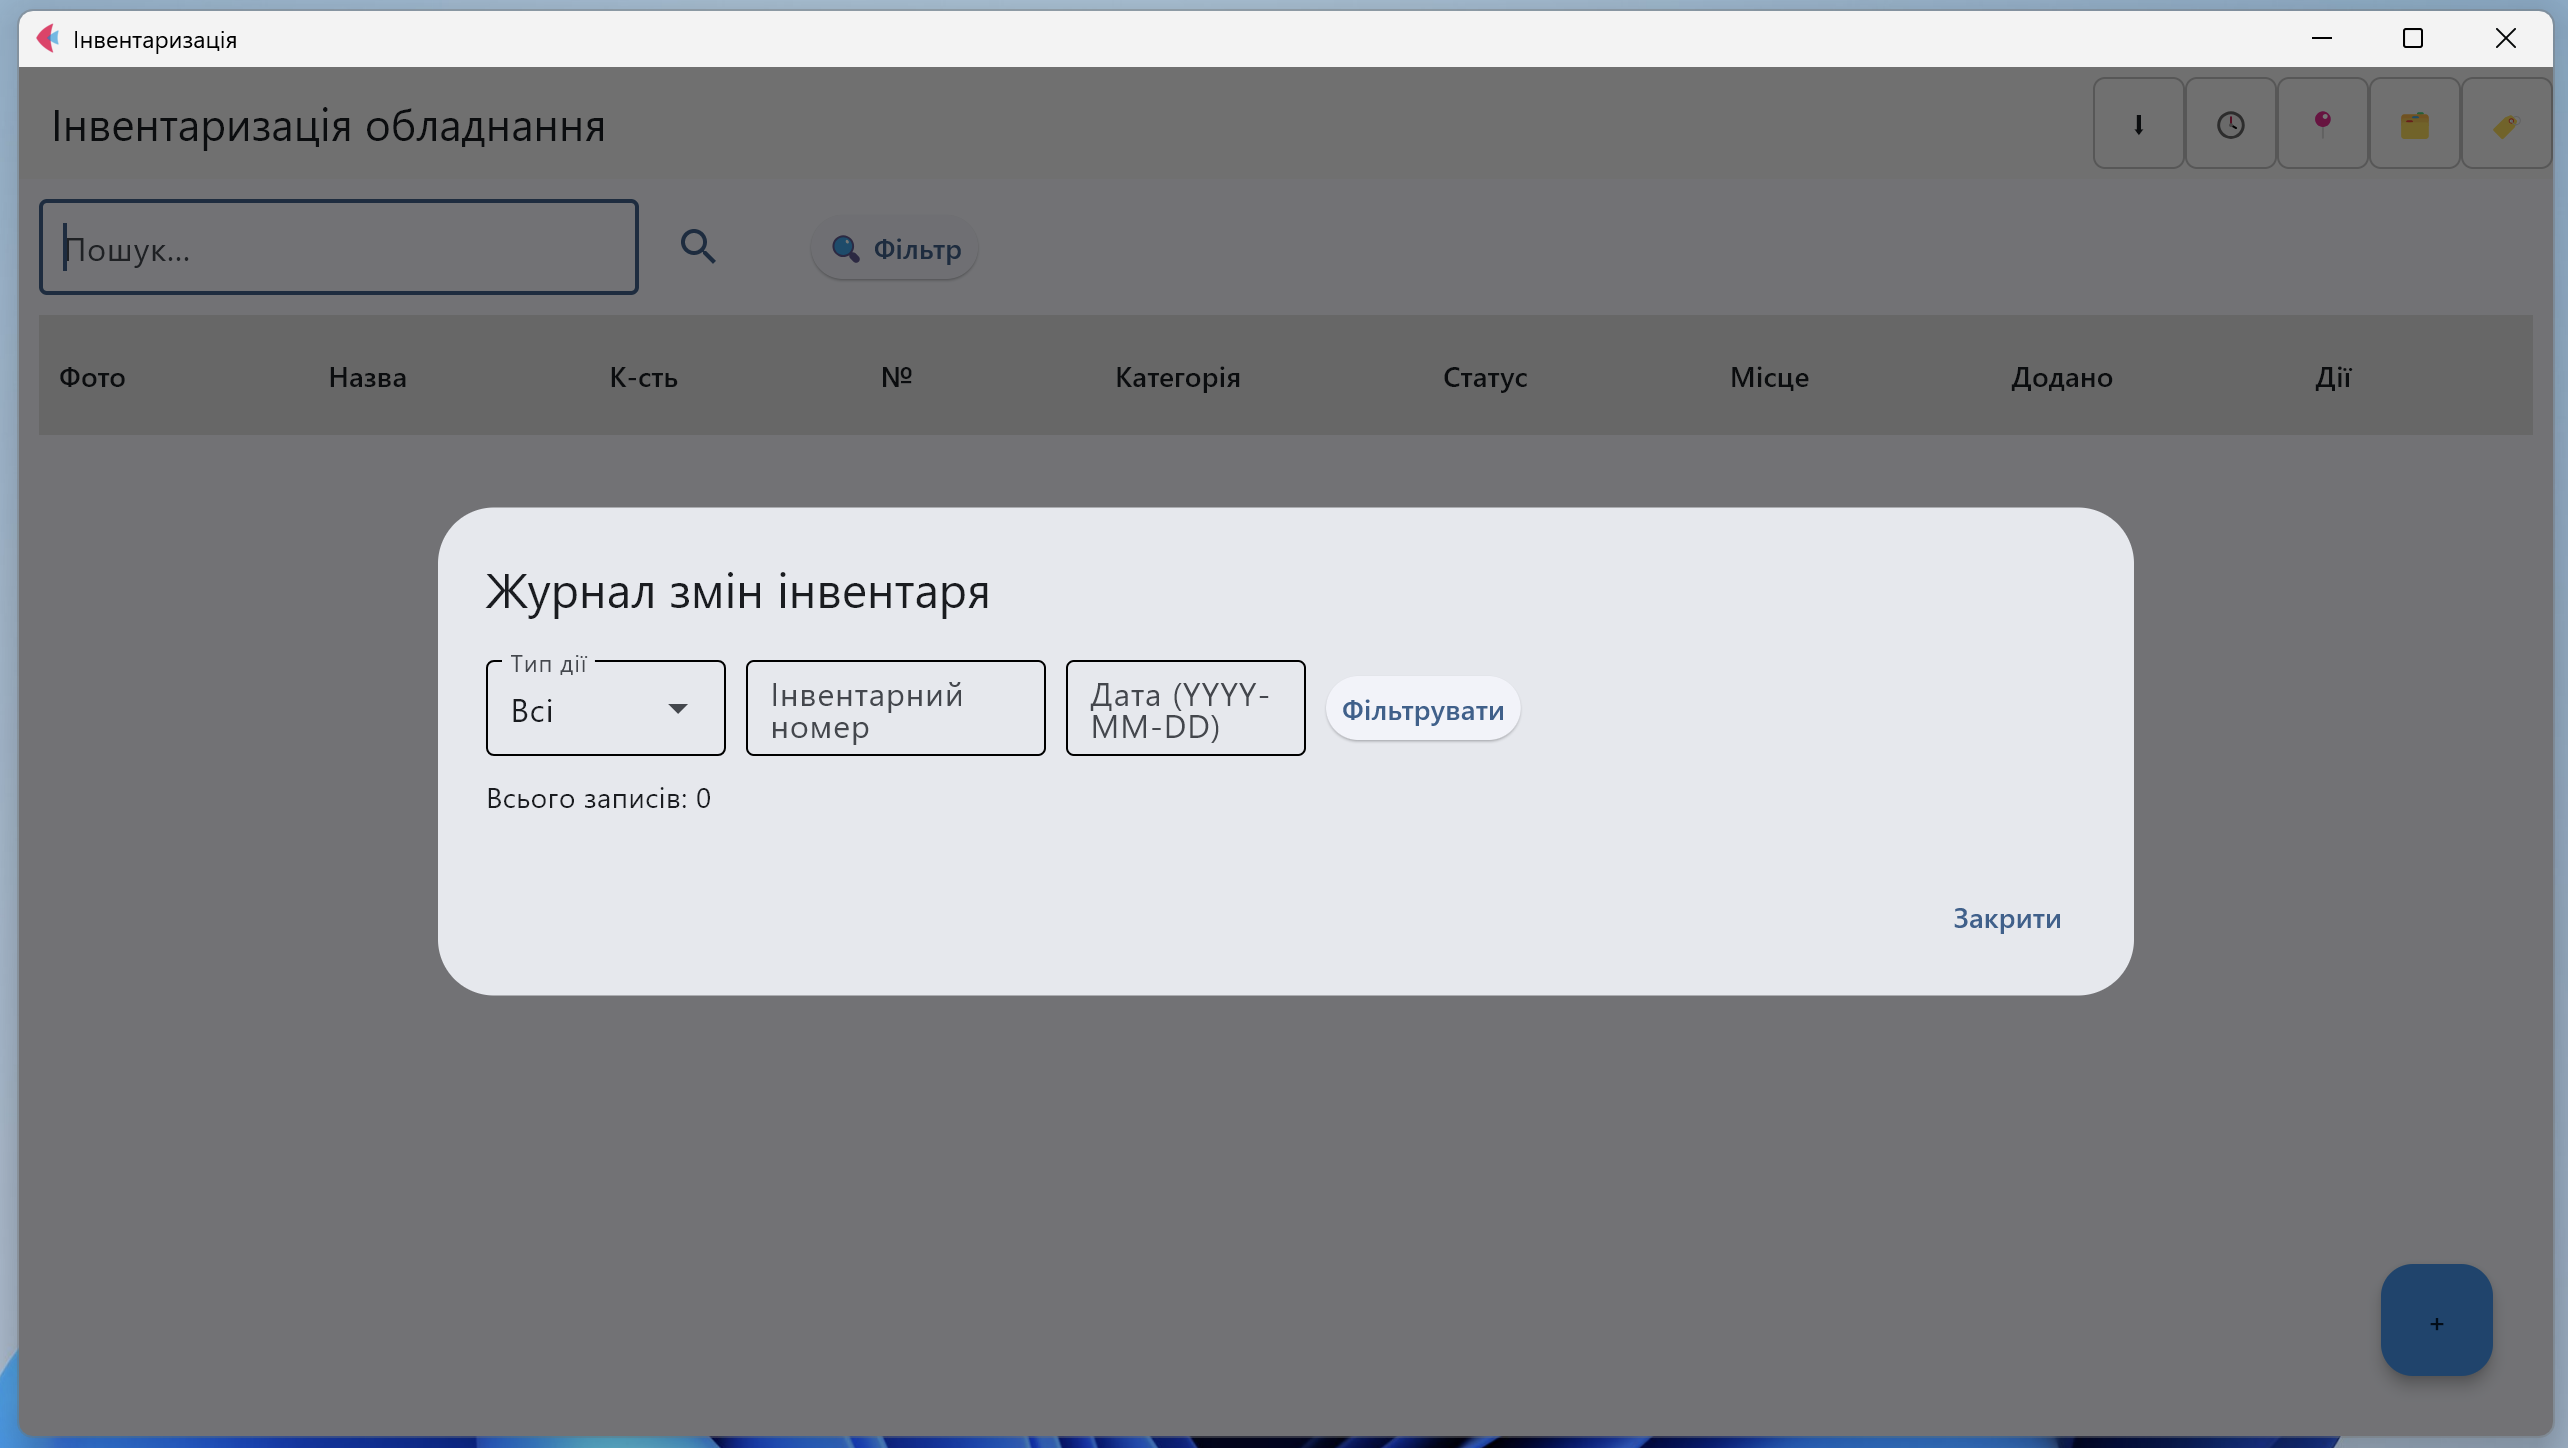 Інвентаризація
Інвентаризація обладнання
Пошук...
Фільтр
Фото Назва К-сть № Категорія Статус Місце Додано Дії
Журнал змін інвентаря
Тип дії
Всі
Інвентарний
номер
Дата (YYYY-
MM-DD)
Фільтрувати
Всього записів: 0
Закрити
+